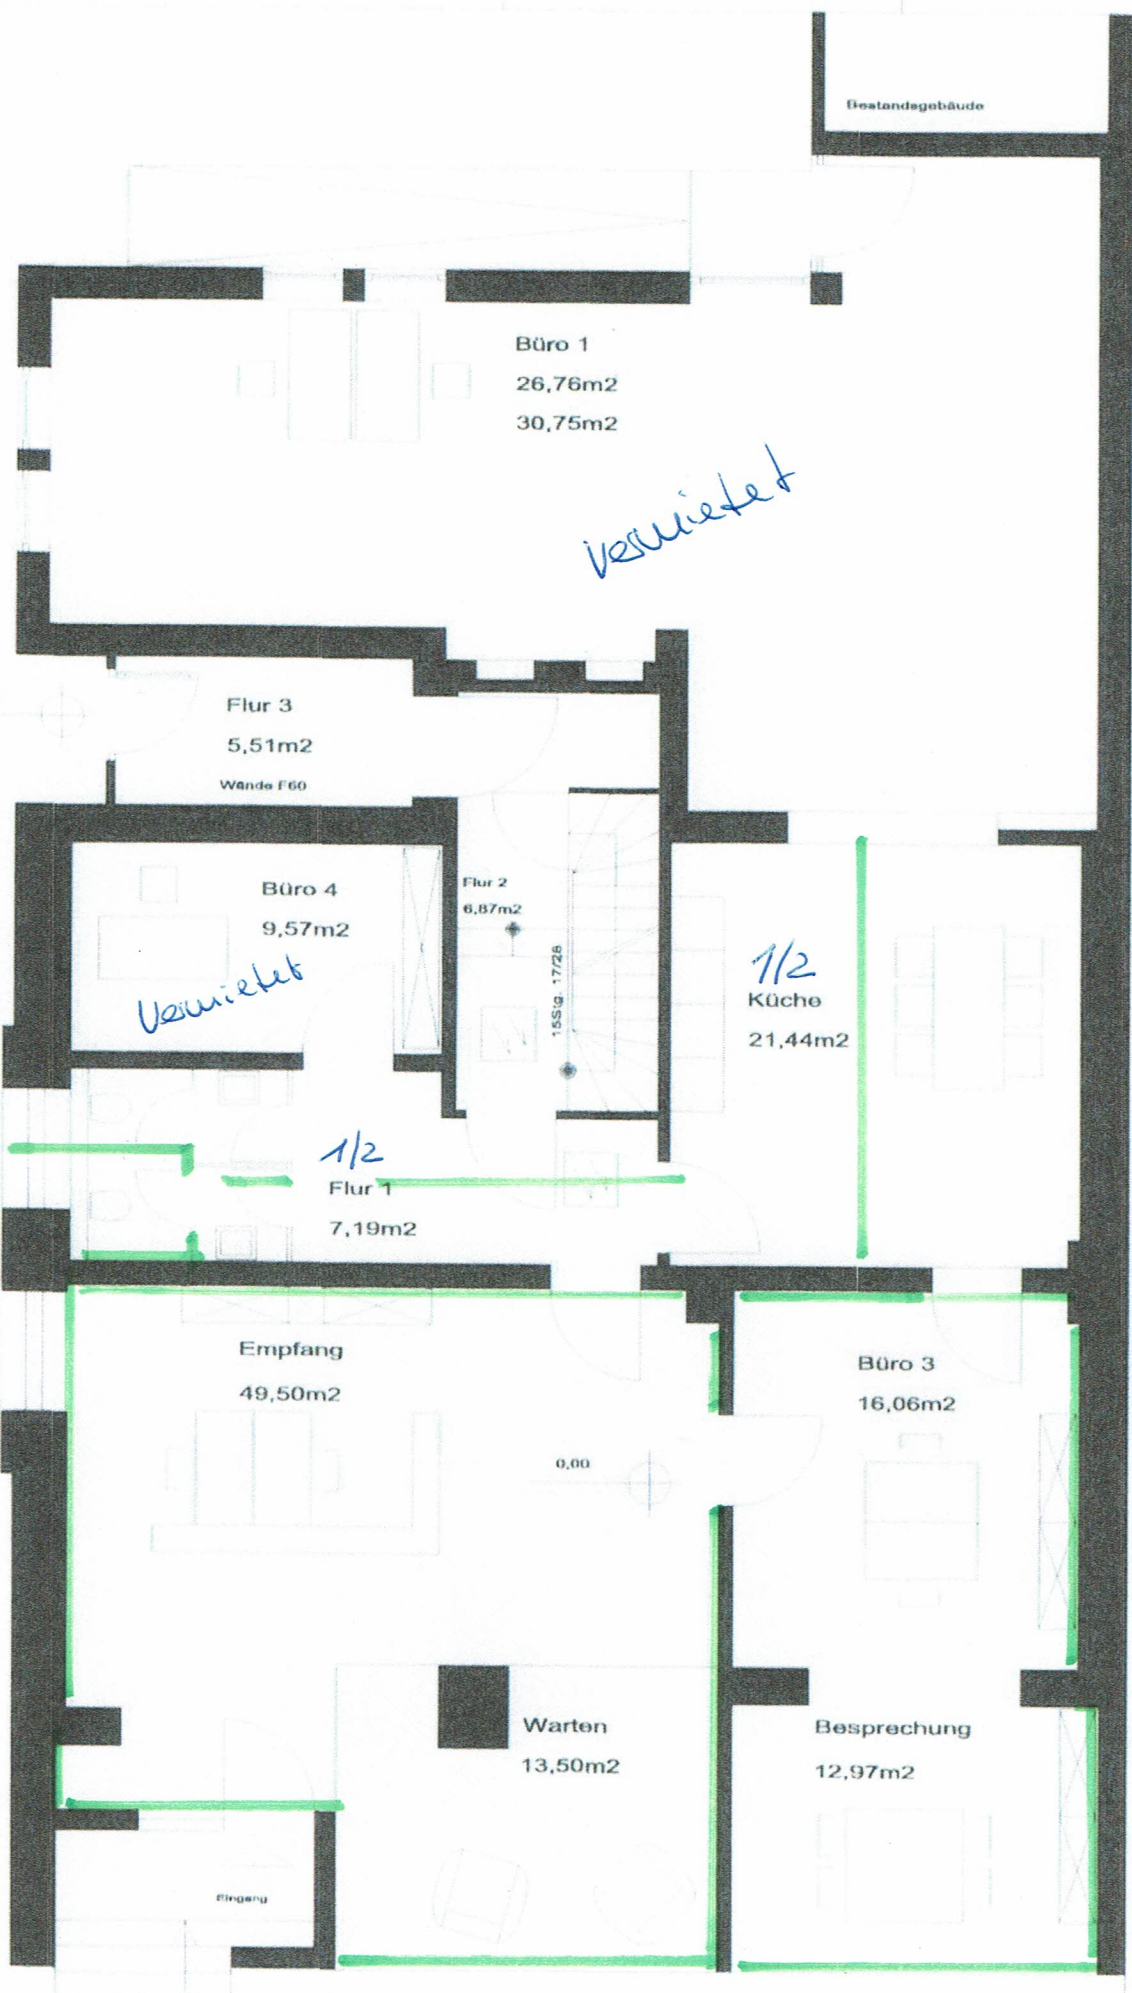 Bestandsgebäude
Büro 1
26,76m2
30,75m2
vermietet
Flur 3
5,51m2
Wände F60
Büro 4
9,57m2
vermietet
Flur 2
6,87m2
15Stg. 17/28
1/2
Küche
21,44m2
1/2
Flur 1
7,19m2
Empfang
49,50m2
Büro 3
16,06m2
0,00
Warten
13,50m2
Besprechung
12,97m2
Eingang